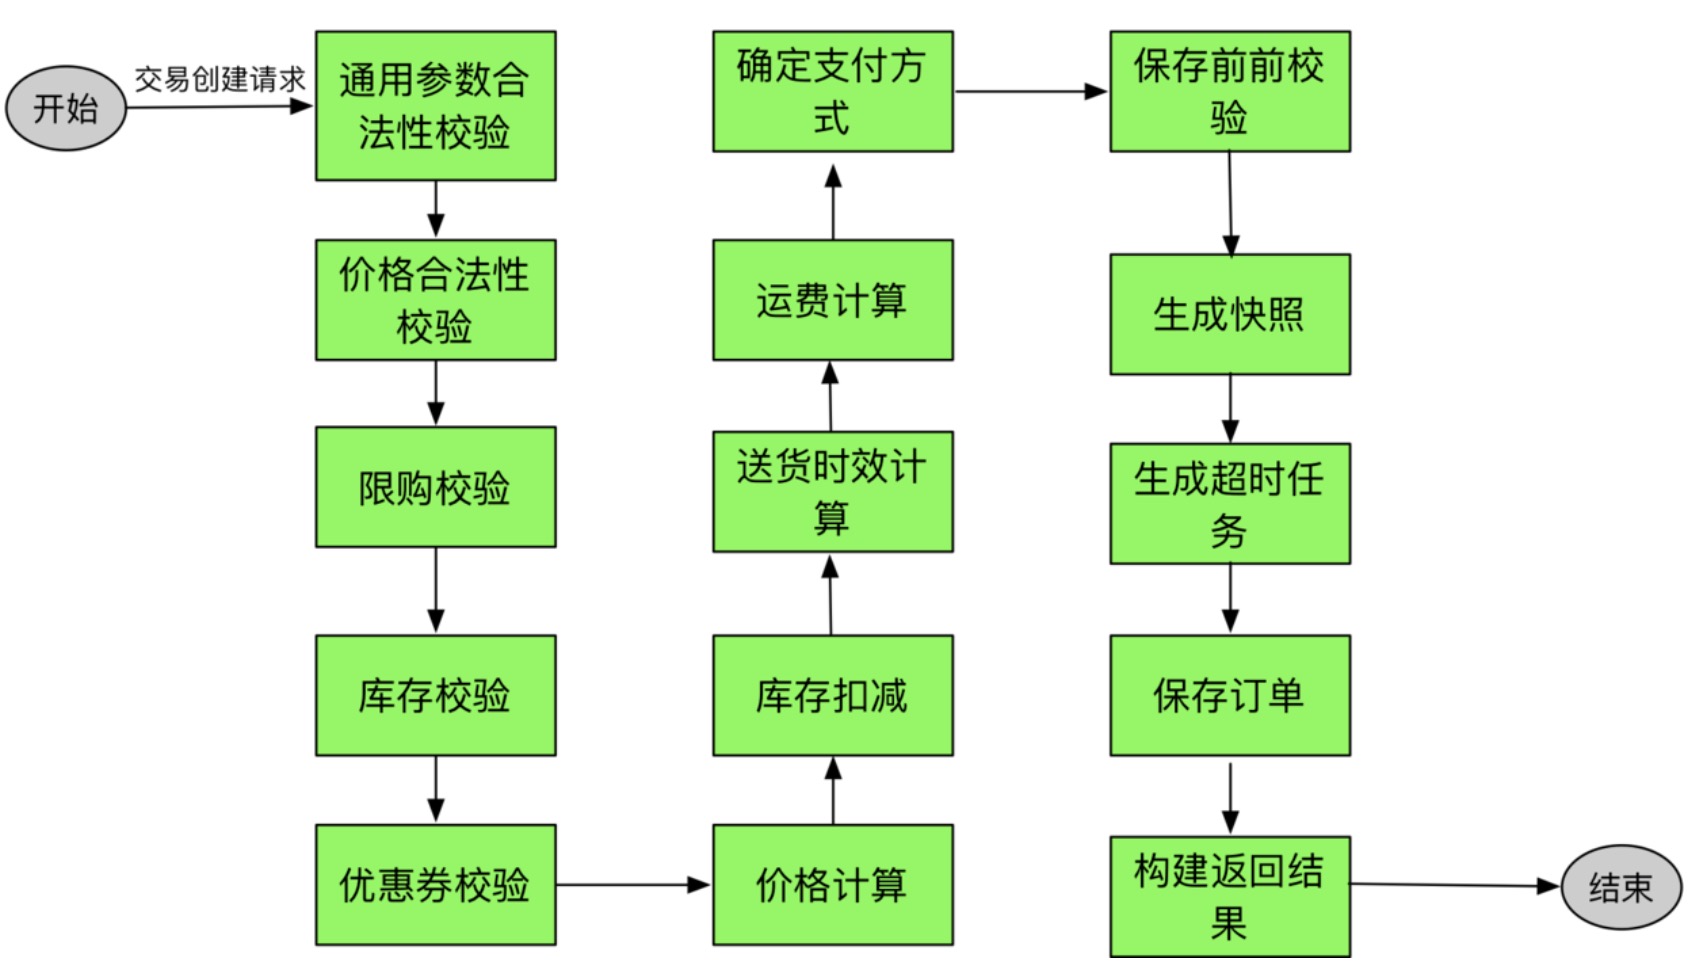 开始
交易创建请求
通用参数合
法性校验
价格合法性
校验
限购校验
库存校验
优惠券校验
价格计算
库存扣减
送货时效计
算
运费计算
确定支付方
式
保存前前校
验
生成快照
生成超时任
务
保存订单
构建返回结
果
结束